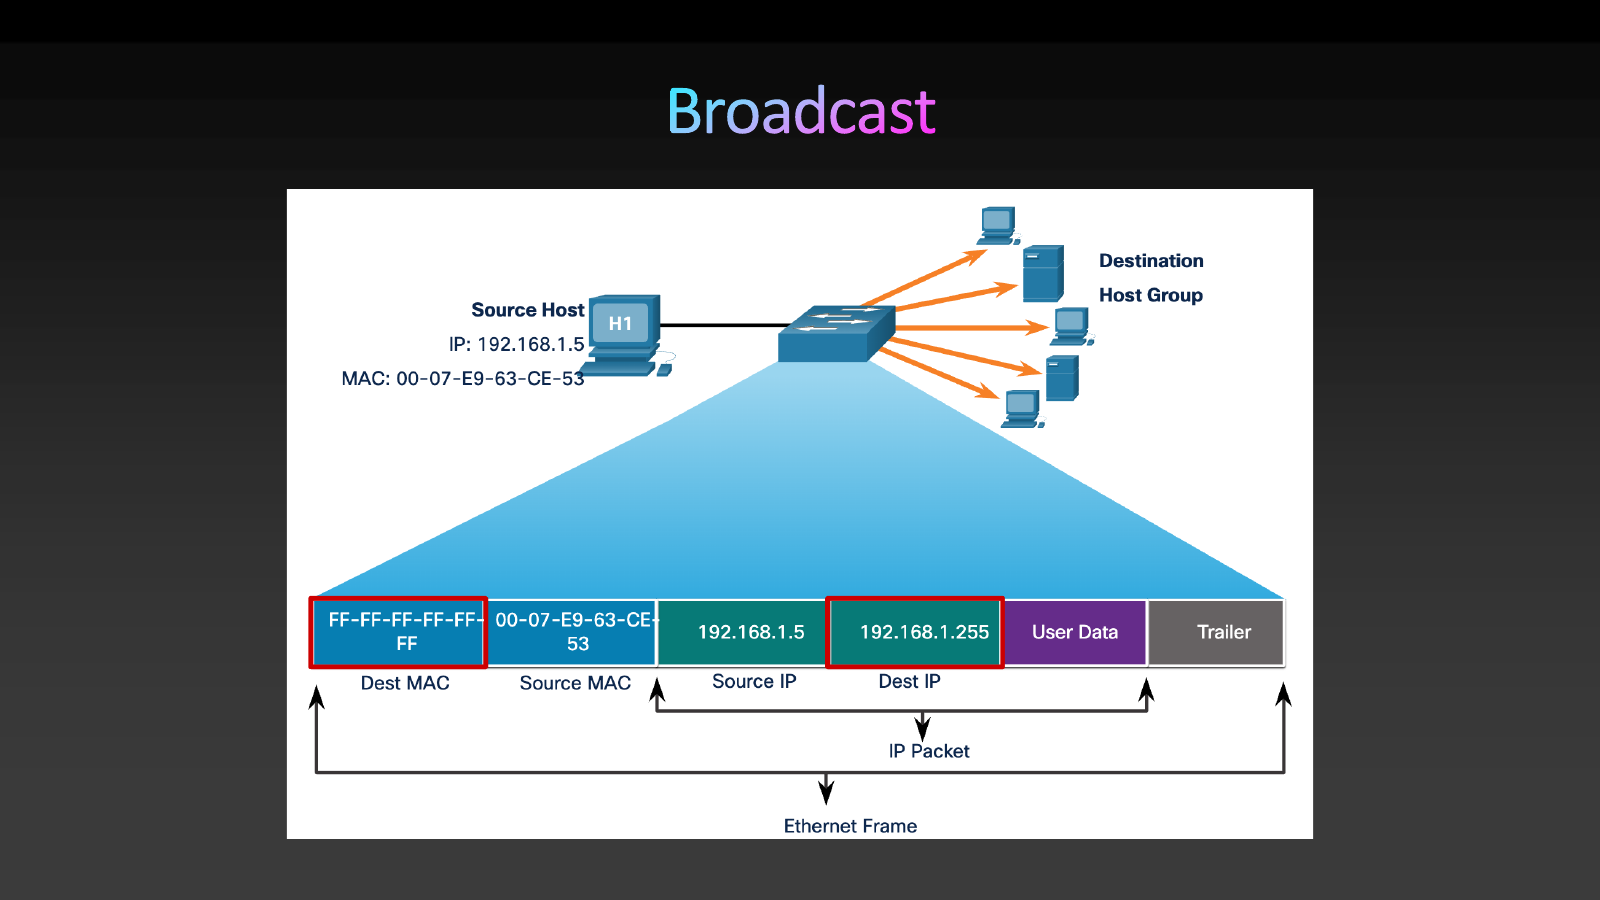 Broadcast
Destination
Host Group
Source Host
IP: 192.168.1.5
MAC: 00-07-E9-63-CE-53
H1
FF-FF-FF-FF-FF-
FF
00-07-E9-63-CE-
53
192.168.1.5
192.168.1.255
User Data
Trailer
Dest MAC
Source MAC
Source IP
Dest IP
IP Packet
Ethernet Frame